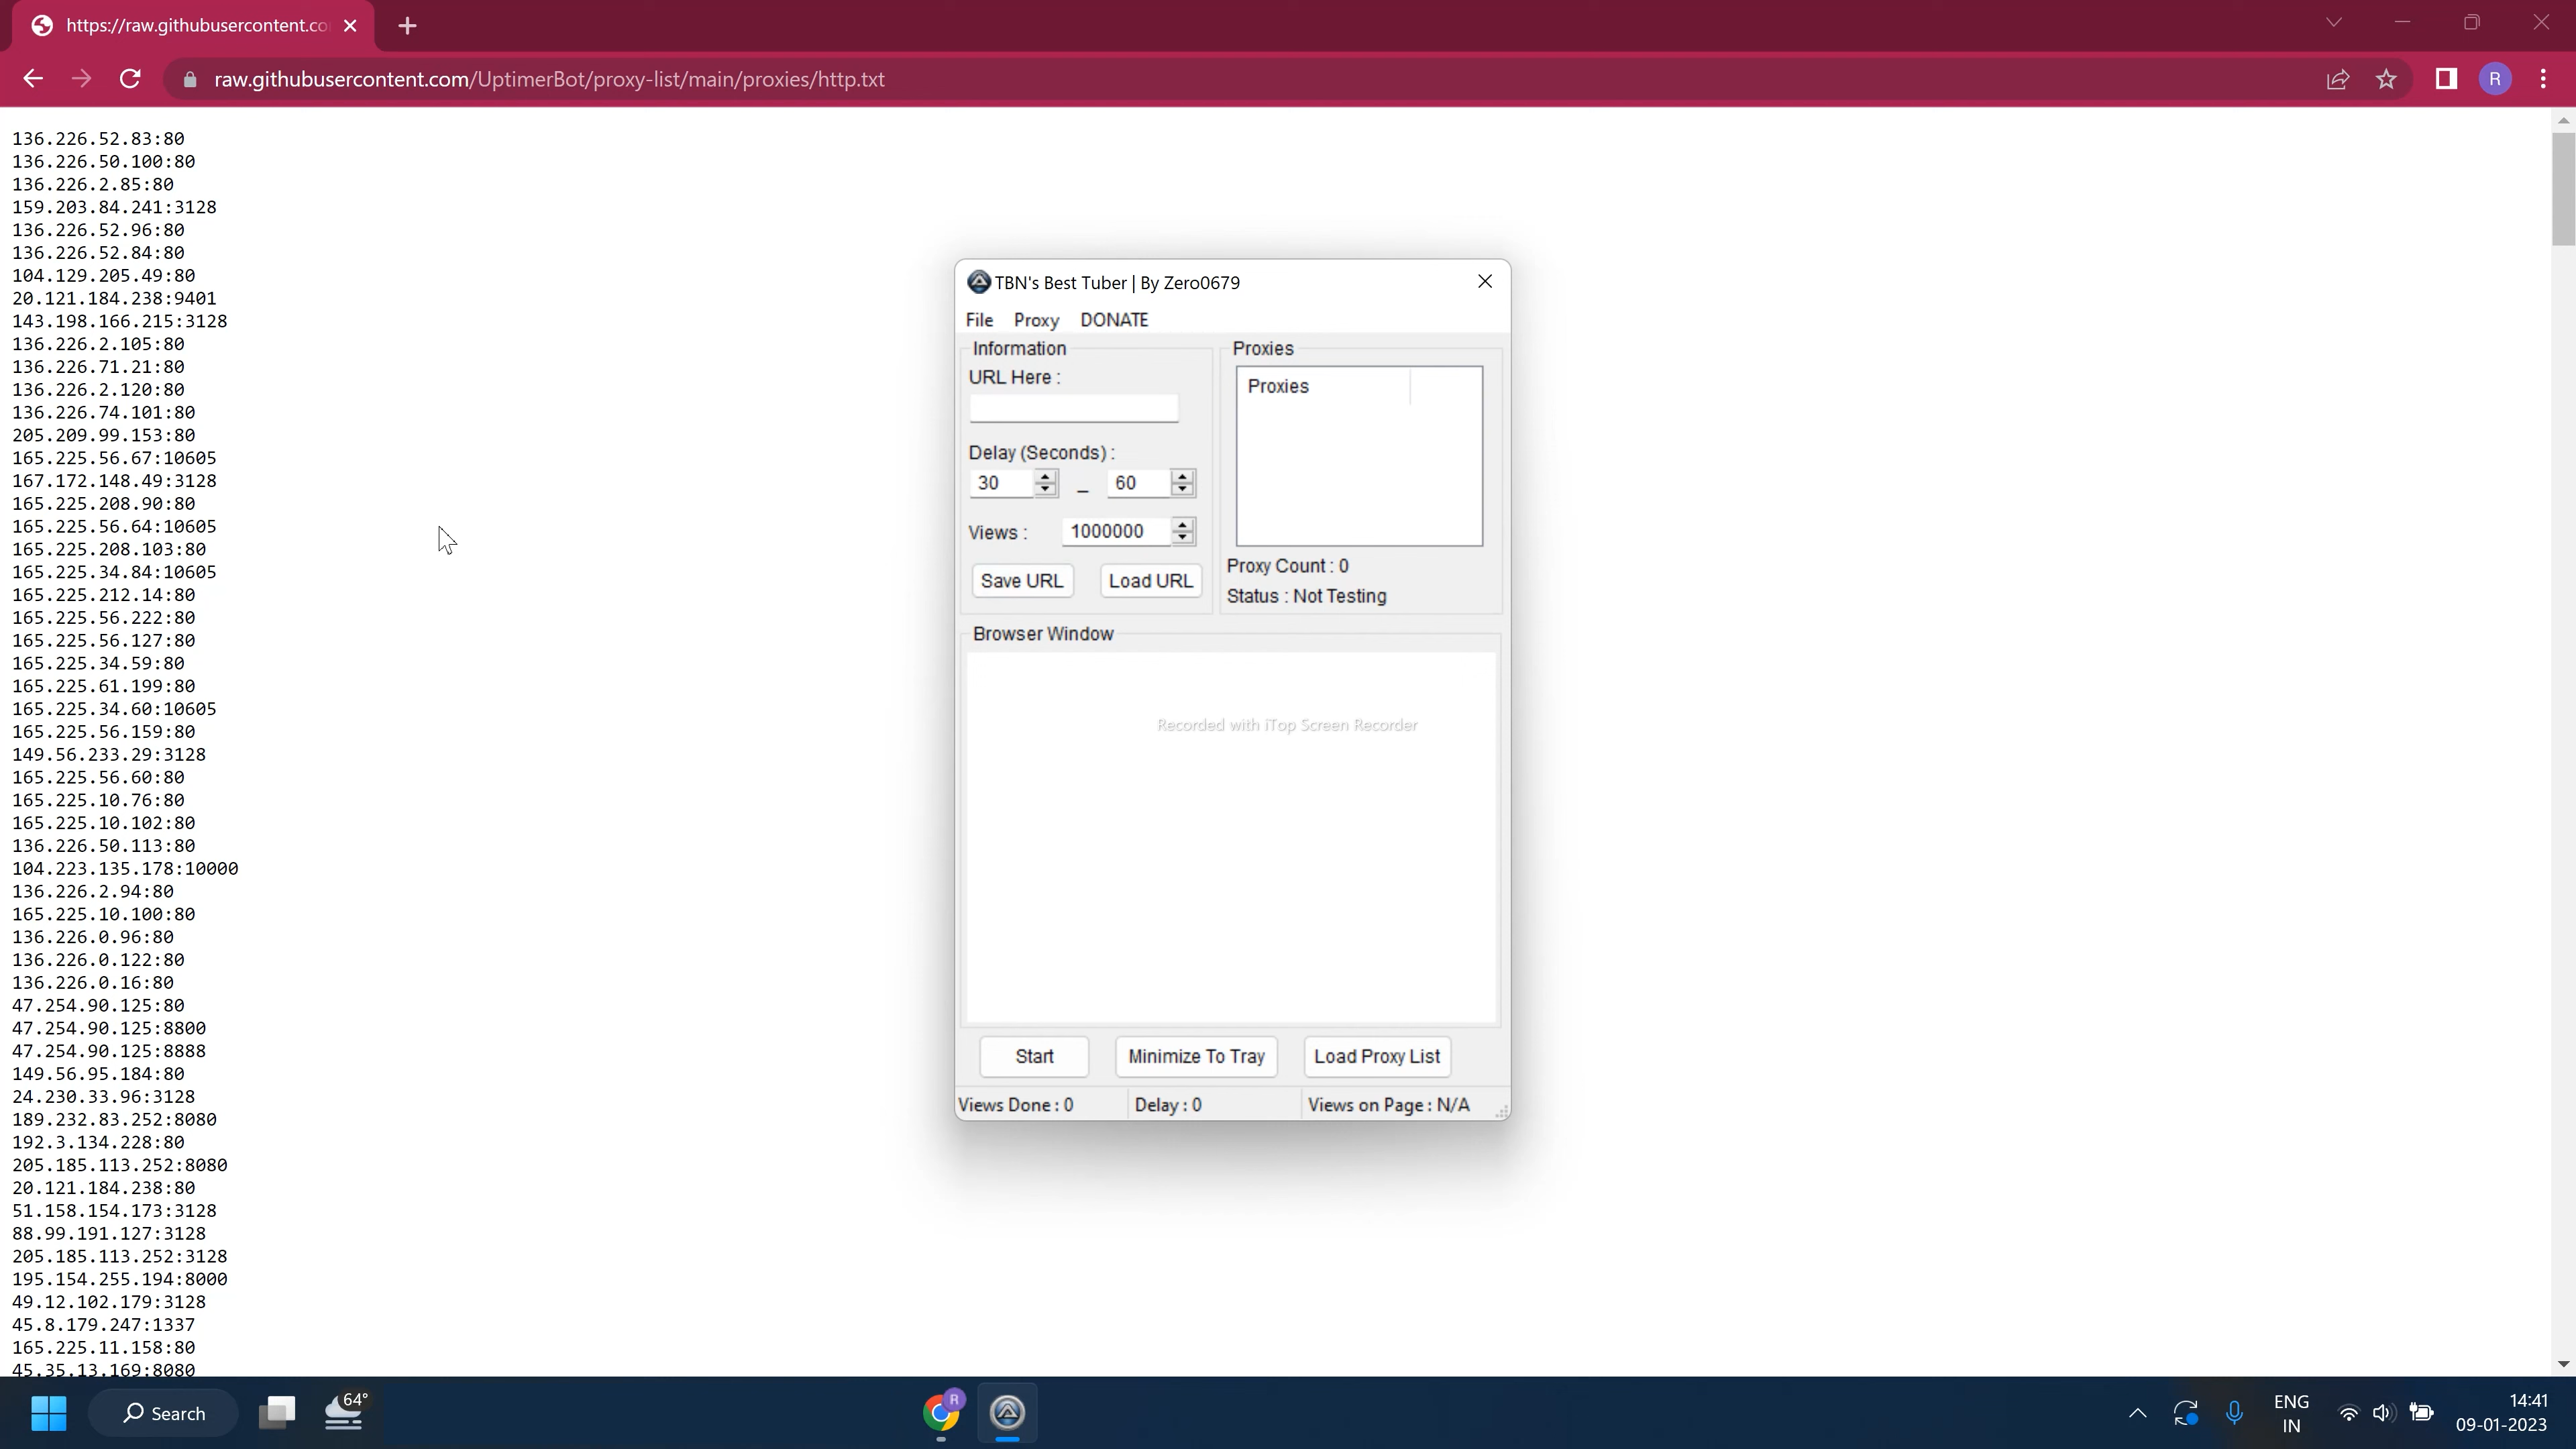 https://raw.githubusercontent.co
raw.githubusercontent.com/UptimerBot/proxy-list/main/proxies/http.txt
R
136.226.52.83:80
136.226.50.100:80
136.226.2.85:80
159.203.84.241:3128
136.226.52.96:80
136.226.52.84:80
104.129.205.49:80
20.121.184.238:9401
143.198.166.215:3128
136.226.2.105:80
136.226.71.21:80
136.226.2.120:80
136.226.74.101:80
205.209.99.153:80
165.225.56.67:10605
167.172.148.49:3128
165.225.208.90:80
165.225.56.64:10605
165.225.208.103:80
165.225.34.84:10605
165.225.212.14:80
165.225.56.222:80
165.225.56.127:80
165.225.34.59:80
165.225.61.199:80
165.225.34.60:10605
165.225.56.159:80
149.56.233.29:3128
165.225.56.60:80
165.225.10.76:80
165.225.10.102:80
136.226.50.113:80
104.223.135.178:10000
136.226.2.94:80
165.225.10.100:80
136.226.0.96:80
136.226.0.122:80
136.226.0.16:80
47.254.90.125:80
47.254.90.125:8800
47.254.90.125:8888
149.56.95.184:80
24.230.33.96:3128
189.232.83.252:8080
192.3.134.228:80
205.185.113.252:8080
20.121.184.238:80
51.158.154.173:3128
88.99.191.127:3128
205.185.113.252:3128
195.154.255.194:8000
49.12.102.179:3128
45.8.179.247:1337
165.225.11.158:80
45.35.13.169:8080
TBN's Best Tuber | By Zero0679
File Proxy DONATE
Information
URL Here :
Delay (Seconds) :
30 _ 60
Views : 1000000
Save URL Load URL
Proxies
Proxies
Proxy Count : 0
Status : Not Testing
Browser Window
Recorded with iTop Screen Recorder
Start Minimize To Tray Load Proxy List
Views Done : 0 Delay : 0 Views on Page : N/A
Search
64°
R
ENG
IN
14:41
09-01-2023